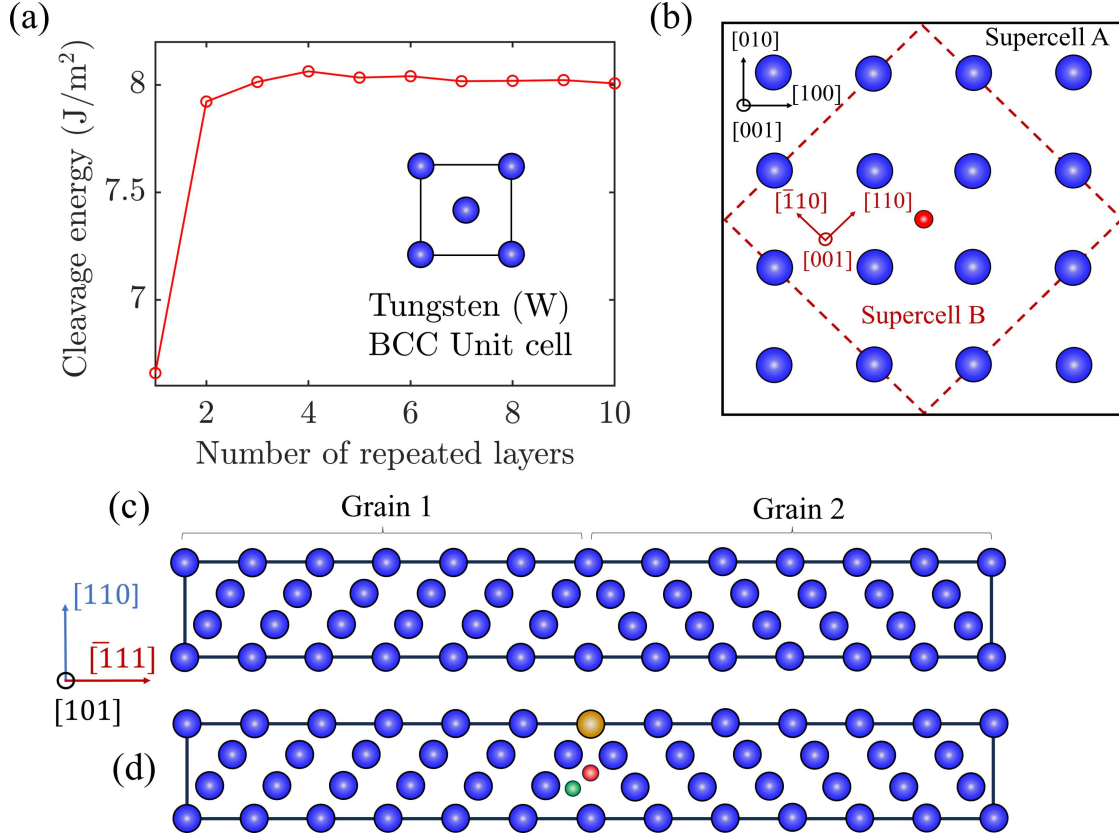 (a)
Cleavage energy (J/m²)
8
7.5
7
2
4
6
8
10
Number of repeated layers
Tungsten (W)
BCC Unit cell
(b)
Supercell A
[010]
[100]
[001]
[1̅10]
[110]
[001]
Supercell B
(c)
Grain 1
Grain 2
[110]
[1̅11]
[101]
(d)